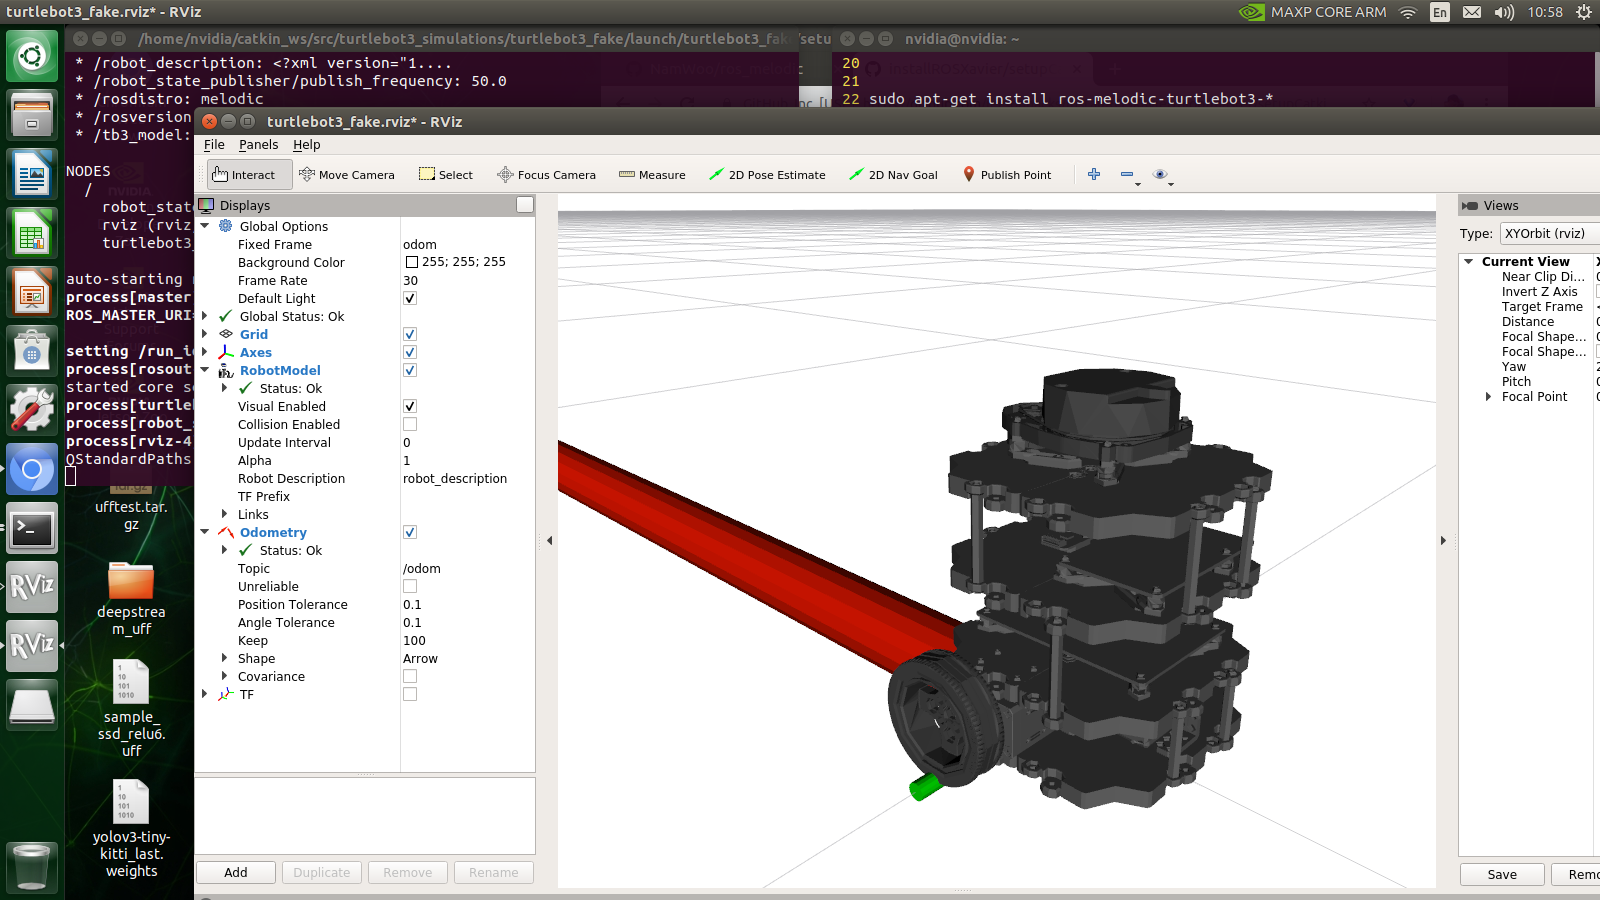 turtlebot3_fake.rviz* - RViz
MAXP CORE ARM
En
10:58
/home/nvidia/catkin_ws/src/turtlebot3_simulations/turtlebot3_fake/launch/turtlebot3_fak
setu
nvidia@nvidia: ~
* /robot_description: <?xml version="1....
* /robot_state_publisher/publish_frequency: 50.0
* /rosdistro: melodic
* /rosversion
* /tb3_model:
NODES
/
robot_stat
rviz (rviz
turtlebot3_
auto-starting
process[master
ROS_MASTER_URI
setting /run_i
process[rosout
started core s
process[turtle
process[robot_
process[rviz-4
QStandardPaths
20
21
22 sudo apt-get install ros-melodic-turtlebot3-*
turtlebot3_fake.rviz* - RViz
File Panels Help
Interact Move Camera Select Focus Camera Measure 2D Pose Estimate 2D Nav Goal Publish Point
Displays
Global Options
Fixed Frame odom
Background Color 255; 255; 255
Frame Rate 30
Default Light
Global Status: Ok
Grid
Axes
RobotModel
Status: Ok
Visual Enabled
Collision Enabled
Update Interval 0
Alpha 1
Robot Description robot_description
TF Prefix
Links
Odometry
Status: Ok
Topic /odom
Unreliable
Position Tolerance 0.1
Angle Tolerance 0.1
Keep 100
Shape Arrow
Covariance
TF
Add Duplicate Remove Rename
Views
Type: XYOrbit (rviz)
Current View
Near Clip Di...
Invert Z Axis
Target Frame
Distance
Focal Shape...
Focal Shape...
Yaw
Pitch
Focal Point
Save Remo
RViz
RViz
tar.gz
ufftest.tar.
gz
deepstrea
m_uff
sample_
ssd_relu6.
uff
yolov3-tiny-
kitti_last.
weights